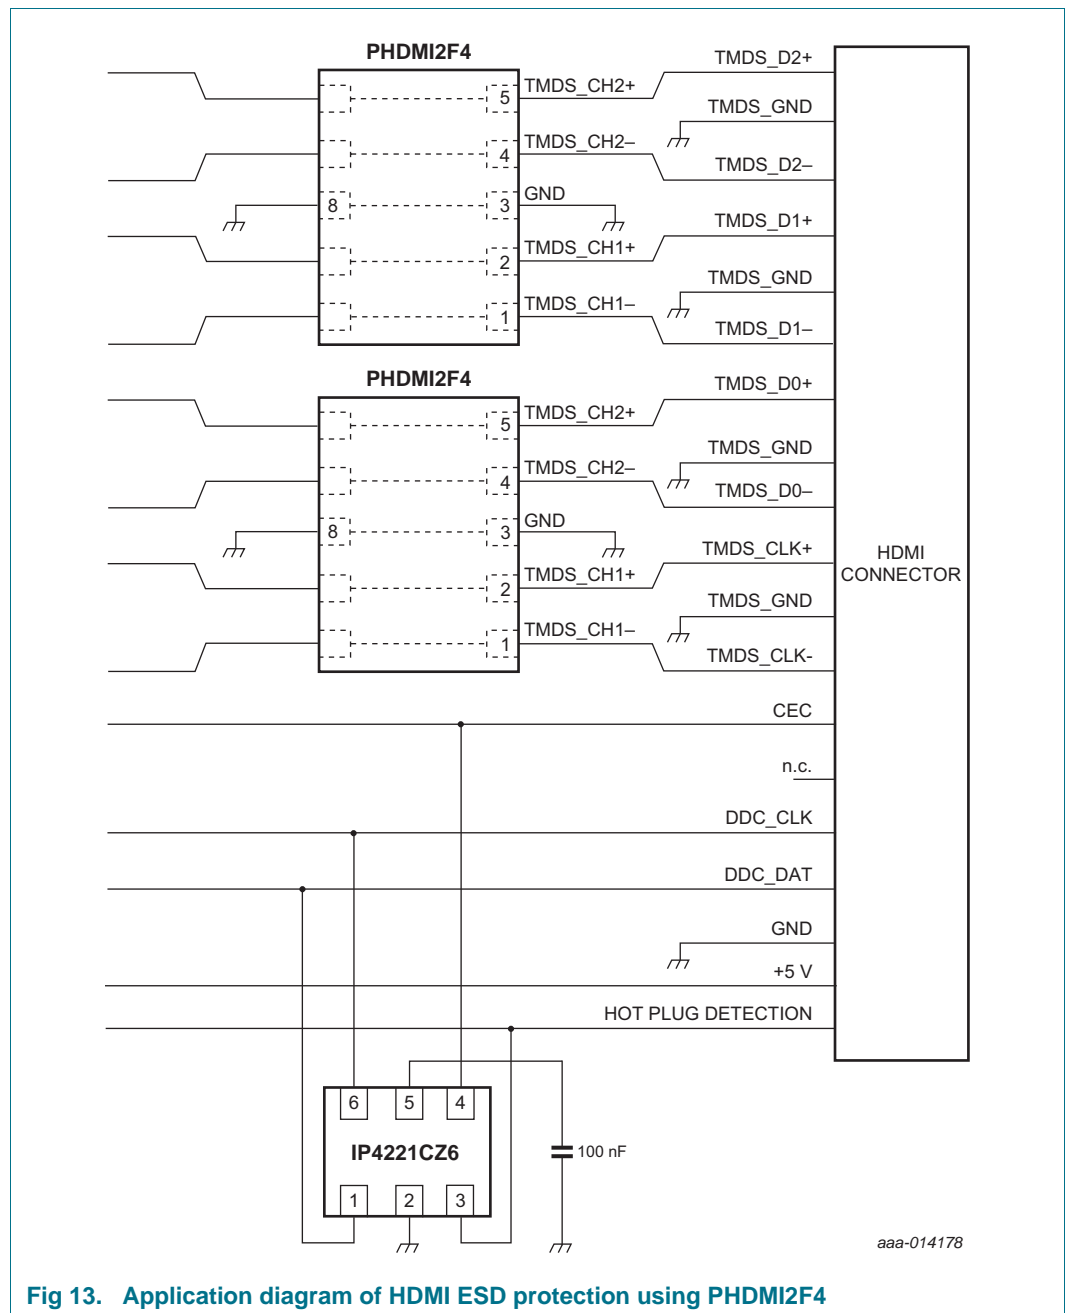 PHDMI2F4
TMDS_D2+
5 TMDS_CH2+
TMDS_GND
4 TMDS_CH2–
TMDS_D2–
8 3 GND
TMDS_D1+
2 TMDS_CH1+
TMDS_GND
1 TMDS_CH1–
TMDS_D1–
PHDMI2F4
TMDS_D0+
5 TMDS_CH2+
TMDS_GND
4 TMDS_CH2–
TMDS_D0–
8 3 GND
TMDS_CLK+
HDMI
CONNECTOR
2 TMDS_CH1+
TMDS_GND
1 TMDS_CH1–
TMDS_CLK-
CEC
n.c.
DDC_CLK
DDC_DAT
GND
+5 V
HOT PLUG DETECTION
6 5 4
IP4221CZ6
100 nF
1 2 3
aaa-014178
Fig 13. Application diagram of HDMI ESD protection using PHDMI2F4